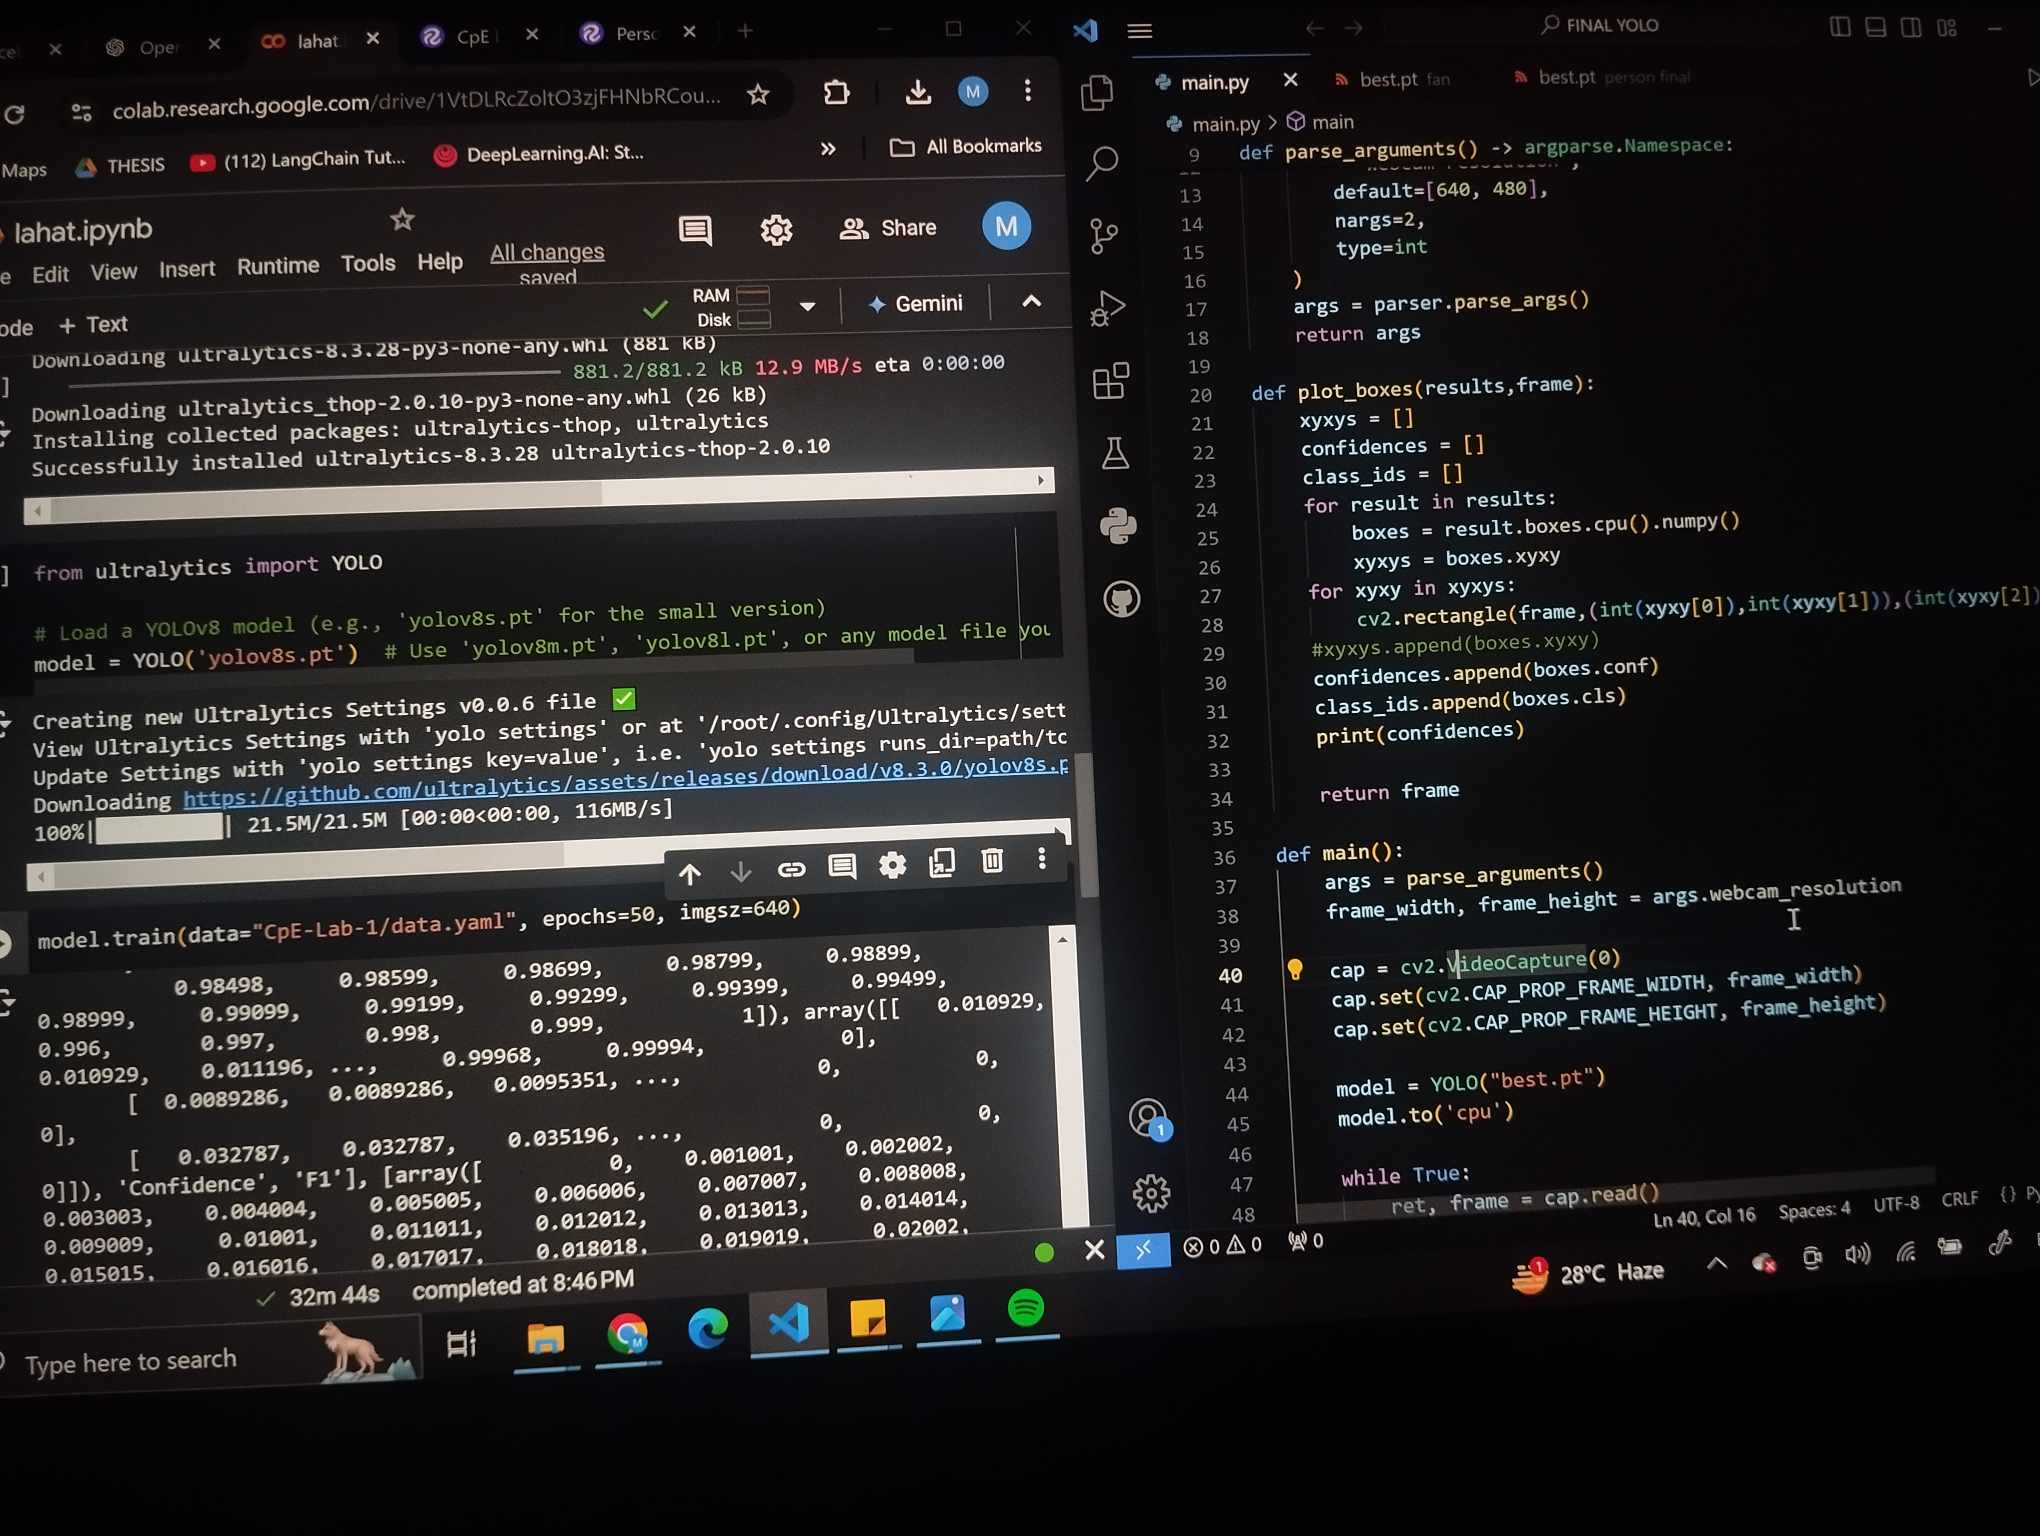 Oper
lahat
CpE
Persc
colab.research.google.com/drive/1VtDLRcZoltO3zjFHNbRCou...
M
Maps
THESIS
(112) LangChain Tut...
DeepLearning.AI: St...
»
All Bookmarks
lahat.ipynb
Share
M
Edit View Insert Runtime Tools Help
All changes
saved
+ Text
RAM
Disk
Gemini
Downloading ultralytics-8.3.28-py3-none-any.whl (881 kB)
881.2/881.2 kB 12.9 MB/s eta 0:00:00
Downloading ultralytics_thop-2.0.10-py3-none-any.whl (26 kB)
Installing collected packages: ultralytics-thop, ultralytics
Successfully installed ultralytics-8.3.28 ultralytics-thop-2.0.10
from ultralytics import YOLO
# Load a YOLOv8 model (e.g., 'yolov8s.pt' for the small version)
model = YOLO('yolov8s.pt') # Use 'yolov8m.pt', 'yolov8l.pt', or any model file you
Creating new Ultralytics Settings v0.0.6 file ✅
View Ultralytics Settings with 'yolo settings' or at '/root/.config/Ultralytics/sett
Update Settings with 'yolo settings key=value', i.e. 'yolo settings runs_dir=path/to
Downloading https://github.com/ultralytics/assets/releases/download/v8.3.0/yolov8s.p
100%| | 21.5M/21.5M [00:00<00:00, 116MB/s]
model.train(data="CpE-Lab-1/data.yaml", epochs=50, imgsz=640)
0.98498, 0.98599, 0.98699, 0.98799, 0.98899,
0.98999, 0.99099, 0.99199, 0.99299, 0.99399, 0.99499,
0.996, 0.997, 0.998, 0.999, 1]), array([[ 0.010929,
0.010929, 0.011196, ..., 0.99968, 0.99994, 0],
[ 0.0089286, 0.0089286, 0.0095351, ..., 0, 0,
0],
[ 0.032787, 0.032787, 0.035196, ..., 0, 0,
0]]), 'Confidence', 'F1'], [array([ 0, 0.001001, 0.002002,
0.003003, 0.004004, 0.005005, 0.006006, 0.007007, 0.008008,
0.009009, 0.01001, 0.011011, 0.012012, 0.013013, 0.014014,
0.015015, 0.016016, 0.017017, 0.018018, 0.019019, 0.02002,
32m 44s completed at 8:46 PM
Type here to search
FINAL YOLO
main.py
best.pt fan
best.pt person final
main.py > main
9 def parse_arguments() -> argparse.Namespace:
13 default=[640, 480],
14 nargs=2,
15 type=int
16 )
17 args = parser.parse_args()
18 return args
19
20 def plot_boxes(results,frame):
21 xyxys = []
22 confidences = []
23 class_ids = []
24 for result in results:
25 boxes = result.boxes.cpu().numpy()
26 xyxys = boxes.xyxy
27 for xyxy in xyxys:
28 cv2.rectangle(frame,(int(xyxy[0]),int(xyxy[1])),(int(xyxy[2])
29 #xyxys.append(boxes.xyxy)
30 confidences.append(boxes.conf)
31 class_ids.append(boxes.cls)
32 print(confidences)
33
34 return frame
35
36 def main():
37 args = parse_arguments()
38 frame_width, frame_height = args.webcam_resolution
39
40 cap = cv2.VideoCapture(0)
41 cap.set(cv2.CAP_PROP_FRAME_WIDTH, frame_width)
42 cap.set(cv2.CAP_PROP_FRAME_HEIGHT, frame_height)
43
44 model = YOLO("best.pt")
45 model.to('cpu')
46
47 while True:
48 ret, frame = cap.read()
1
0 0 0
Ln 40, Col 16 Spaces: 4 UTF-8 CRLF {}
1
28°C Haze